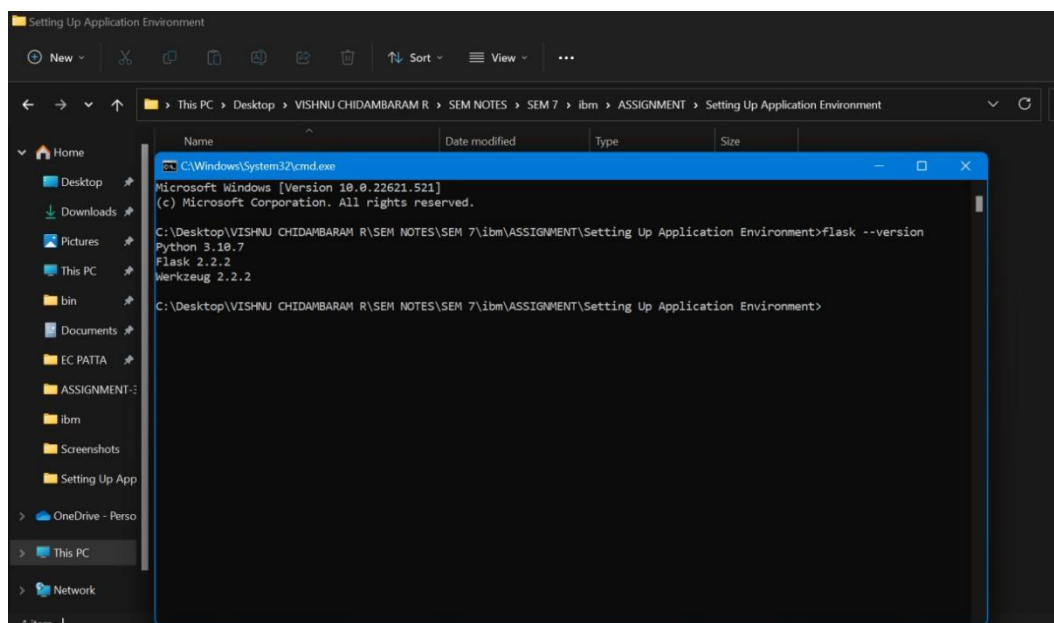 Setting Up Application Environment
New
Sort
View
This PC > Desktop > VISHNU CHIDAMBARAM R > SEM NOTES > SEM 7 > ibm > ASSIGNMENT > Setting Up Application Environment
Name
Date modified
Type
Size
Home
Desktop
Downloads
Pictures
This PC
bin
Documents
EC PATTA
ASSIGNMENT-3
ibm
Screenshots
Setting Up App
OneDrive - Perso
This PC
Network
C:\Windows\System32\cmd.exe
Microsoft Windows [Version 10.0.22621.521]
(c) Microsoft Corporation. All rights reserved.
C:\Desktop\VISHNU CHIDAMBARAM R\SEM NOTES\SEM 7\ibm\ASSIGNMENT\Setting Up Application Environment>flask --version
Python 3.10.7
Flask 2.2.2
Werkzeug 2.2.2
C:\Desktop\VISHNU CHIDAMBARAM R\SEM NOTES\SEM 7\ibm\ASSIGNMENT\Setting Up Application Environment>